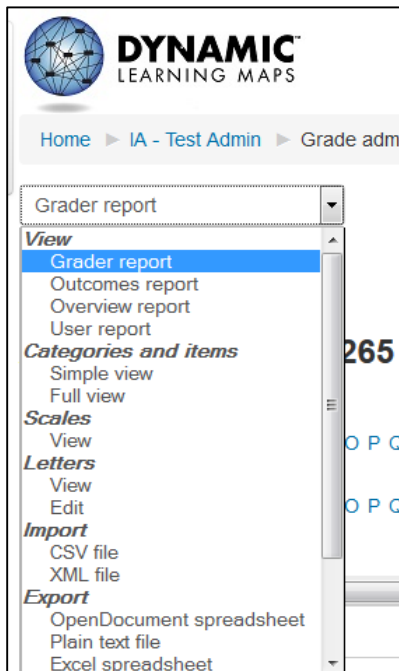 DYNAMIC™
LEARNING MAPS
Home ► IA - Test Admin ► Grade adm
Grader report
View
Grader report
Outcomes report
Overview report
User report
Categories and items
Simple view
Full view
Scales
View
Letters
View
Edit
Import
CSV file
XML file
Export
OpenDocument spreadsheet
Plain text file
Excel spreadsheet
265
O P Q
O P Q